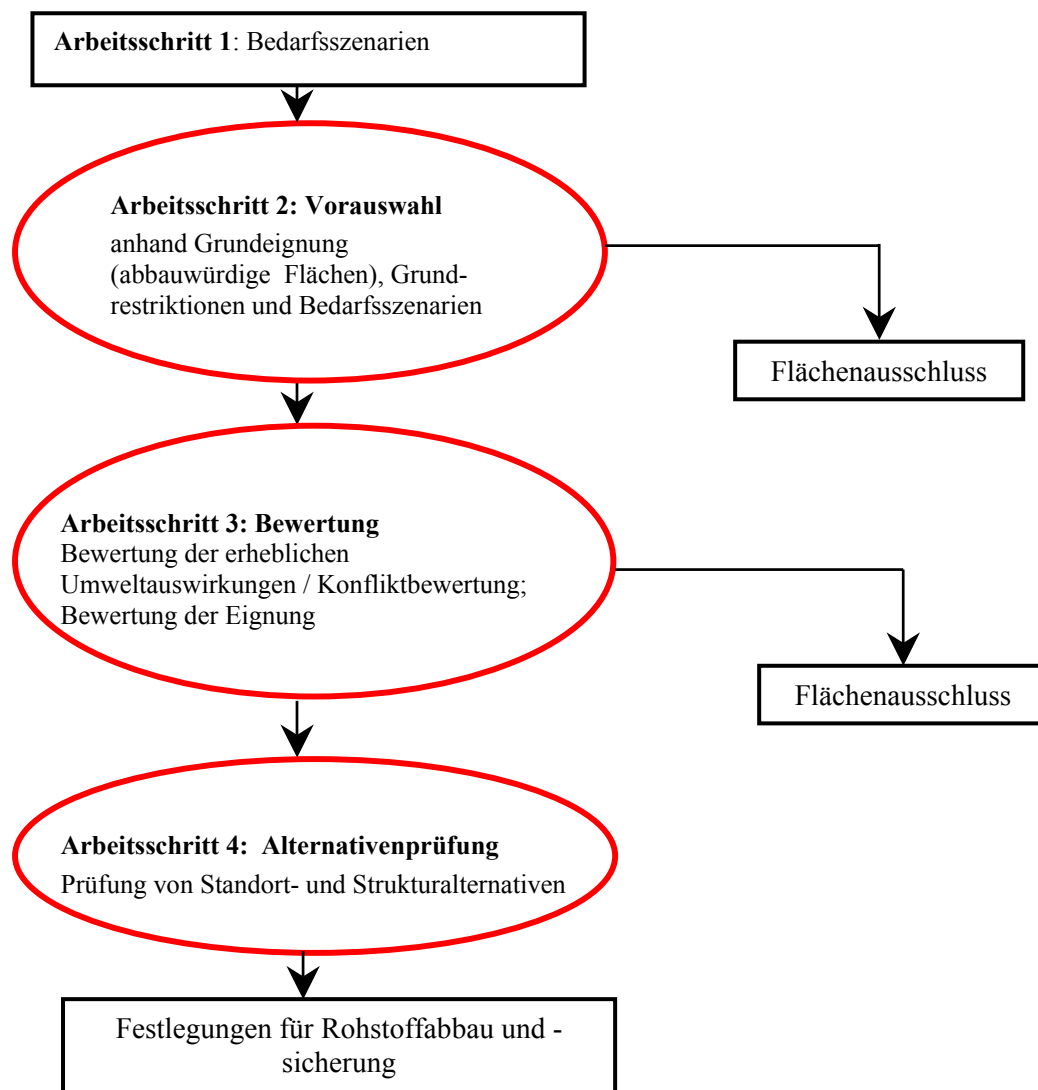 Arbeitsschritt 1: Bedarfsszenarien
Arbeitsschritt 2: Vorauswahl
anhand Grundeignung
(abbauwürdige Flächen), Grund-
restriktionen und Bedarfsszenarien
Flächenausschluss
Arbeitsschritt 3: Bewertung
Bewertung der erheblichen
Umweltauswirkungen / Konfliktbewertung;
Bewertung der Eignung
Flächenausschluss
Arbeitsschritt 4: Alternativenprüfung
Prüfung von Standort- und Strukturalternativen
Festlegungen für Rohstoffabbau und -
sicherung